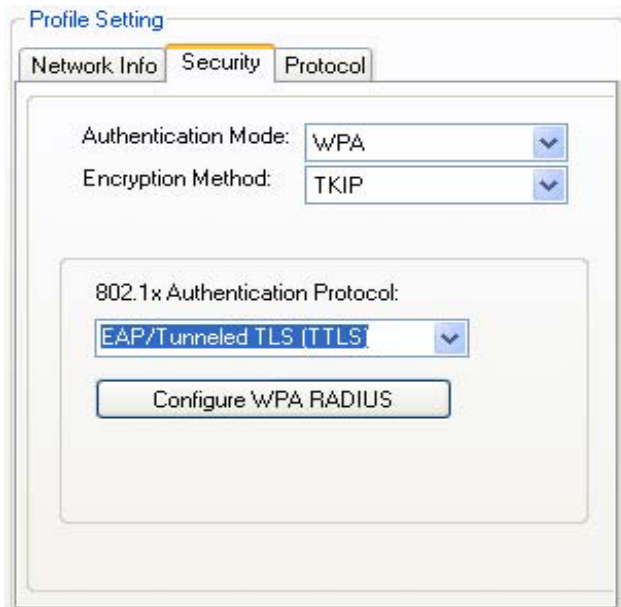 Profile Setting
Network Info Security Protocol
Authentication Mode: WPA
Encryption Method: TKIP
802.1x Authentication Protocol:
EAP/Tunneled TLS (TTLS)
Configure WPA RADIUS